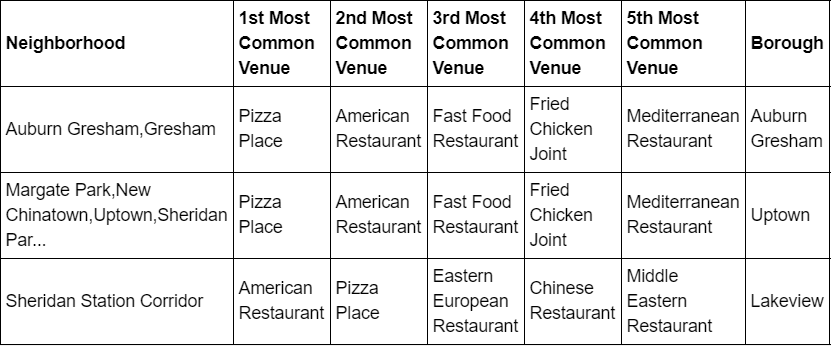 Neighborhood 1st Most Common Venue 2nd Most Common Venue 3rd Most Common Venue 4th Most Common Venue 5th Most Common Venue Borough
Auburn Gresham,Gresham Pizza Place American Restaurant Fast Food Restaurant Fried Chicken Joint Mediterranean Restaurant Auburn Gresham
Margate Park,New Chinatown,Uptown,Sheridan Par... Pizza Place American Restaurant Fast Food Restaurant Fried Chicken Joint Mediterranean Restaurant Uptown
Sheridan Station Corridor American Restaurant Pizza Place Eastern European Restaurant Chinese Restaurant Middle Eastern Restaurant Lakeview